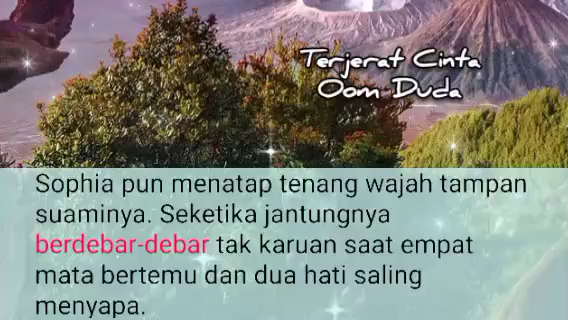 Terjerat Cinta
Oom Duda
Sophia pun menatap tenang wajah tampan
suaminya. Seketika jantungnya
berdebar-debar tak karuan saat empat
mata bertemu dan dua hati saling
menyapa.